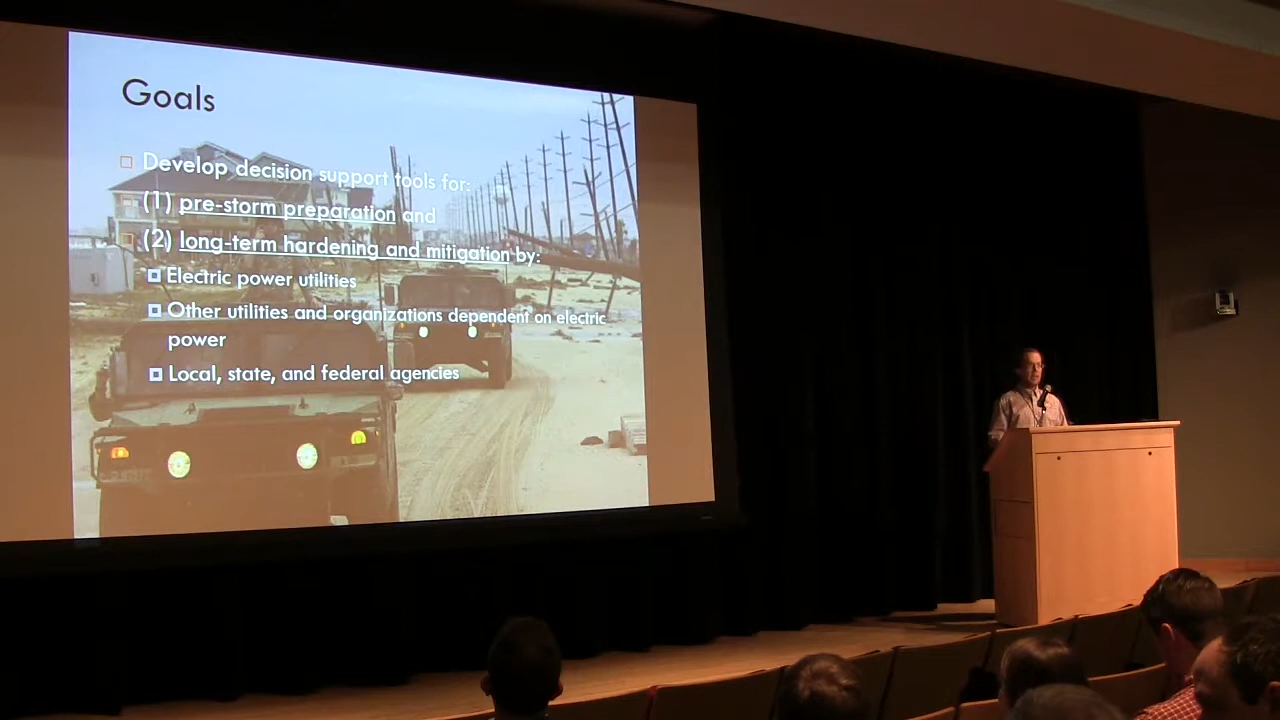 Goals
Develop decision support tools for:
(1) pre-storm preparation and
(2) long-term hardening and mitigation by:
Electric power utilities
Other utilities and organizations dependent on electric
power
Local, state, and federal agencies